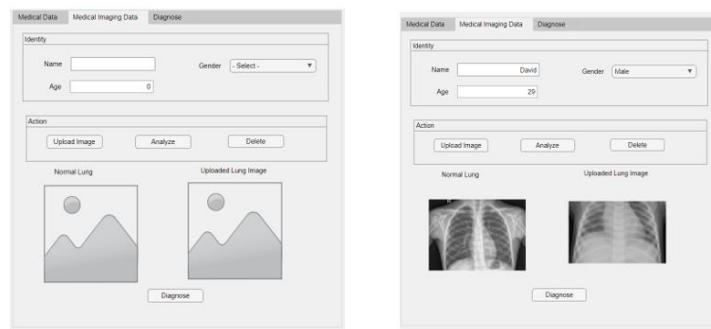 Medical Data Medical Imaging Data Diagnose
Identity
Name
Gender - Select -
Age 0
Action
Upload Image Analyze Delete
Normal Lung Uploaded Lung Image
Diagnose
Medical Data Medical Imaging Data Diagnose
Identity
Name David Gender Male
Age 29
Action
Upload Image Analyze Delete
Normal Lung Uploaded Lung Image
Diagnose